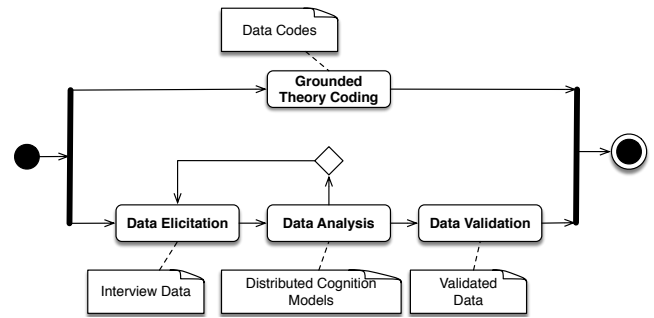 Data Codes
Grounded
Theory Coding
Data Elicitation
Data Analysis
Data Validation
Interview Data
Distributed Cognition
Models
Validated
Data